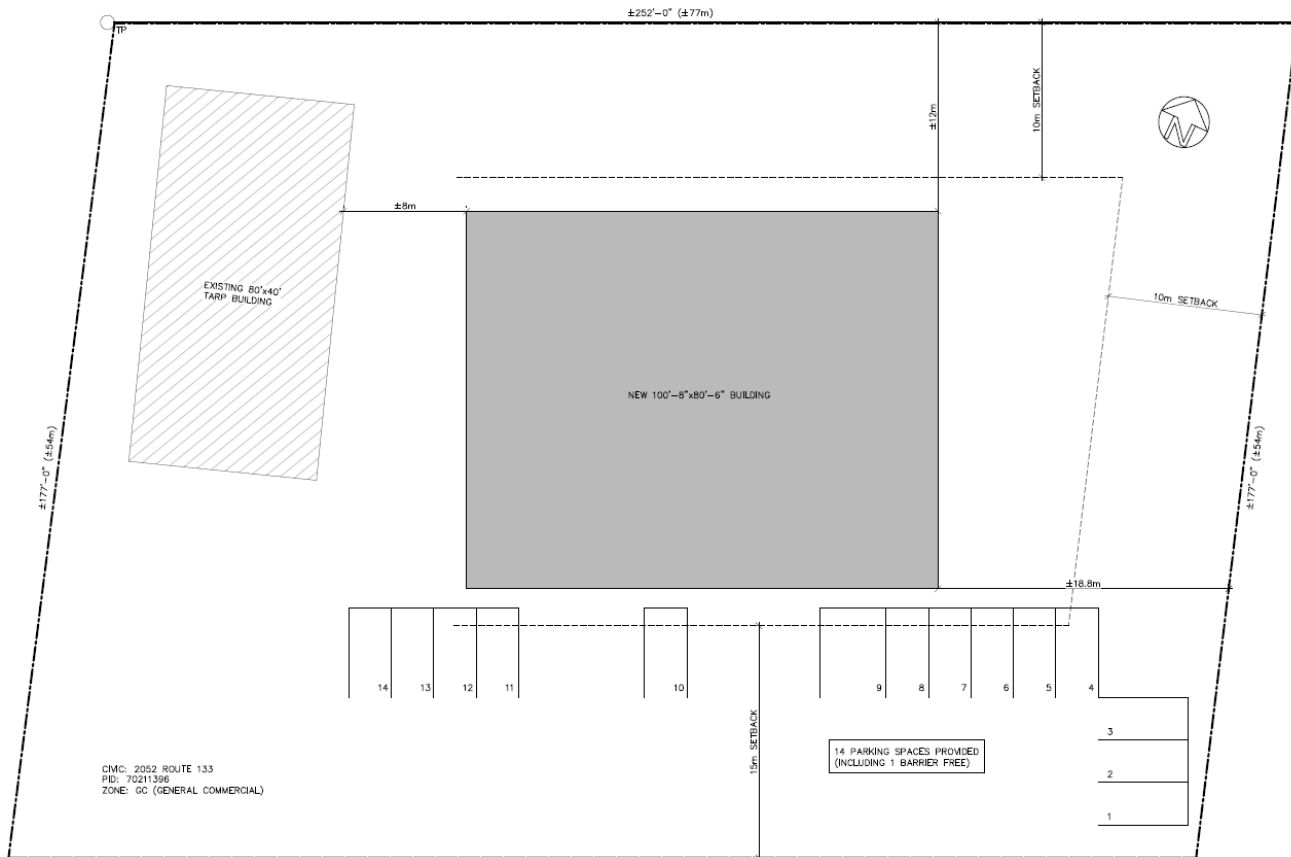 ±252'-0" (±77m)
TP
±12m
10m SETBACK
N
±8m
EXISTING 80'x40'
TARP BUILDING
10m SETBACK
NEW 100'-8"x80'-6" BUILDING
±177'-0" (±54m)
±177'-0" (±54m)
±18.8m
14
13
12
11
10
9
8
7
6
5
4
3
2
1
15m SETBACK
14 PARKING SPACES PROVIDED
(INCLUDING 1 BARRIER FREE)
CIVIC: 2052 ROUTE 133
PID: 70211396
ZONE: GC (GENERAL COMMERCIAL)